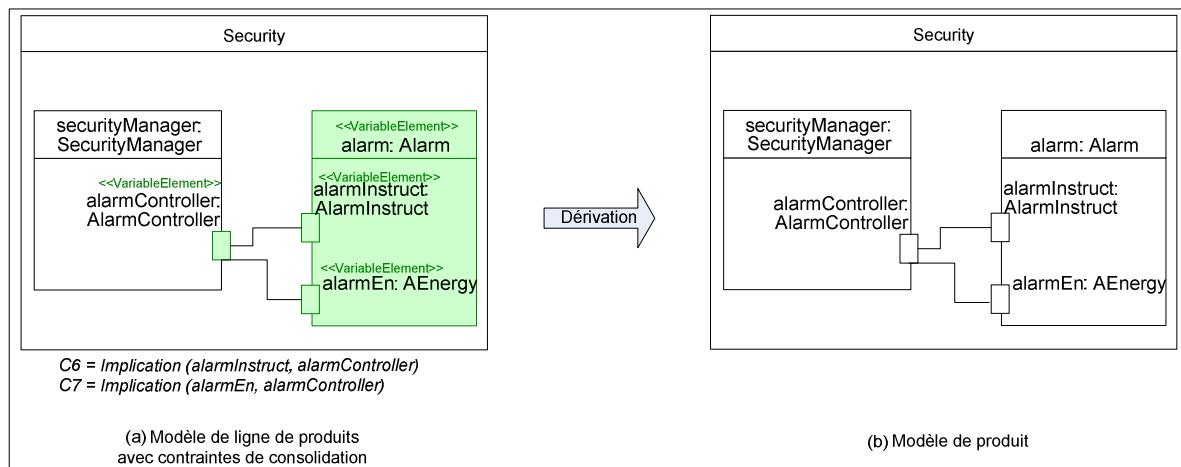 Security
securityManager:
SecurityManager
<<VariableElement>>
alarmController:
AlarmController
<<VariableElement>>
alarm: Alarm
<<VariableElement>>
alarmInstruct:
AlarmInstruct
<<VariableElement>>
alarmEn: AEnergy
C6 = Implication (alarmInstruct, alarmController)
C7 = Implication (alarmEn, alarmController)
(a) Modèle de ligne de produits
avec contraintes de consolidation
Dérivation
Security
securityManager:
SecurityManager
alarmController:
AlarmController
alarm: Alarm
alarmInstruct:
AlarmInstruct
alarmEn: AEnergy
(b) Modèle de produit